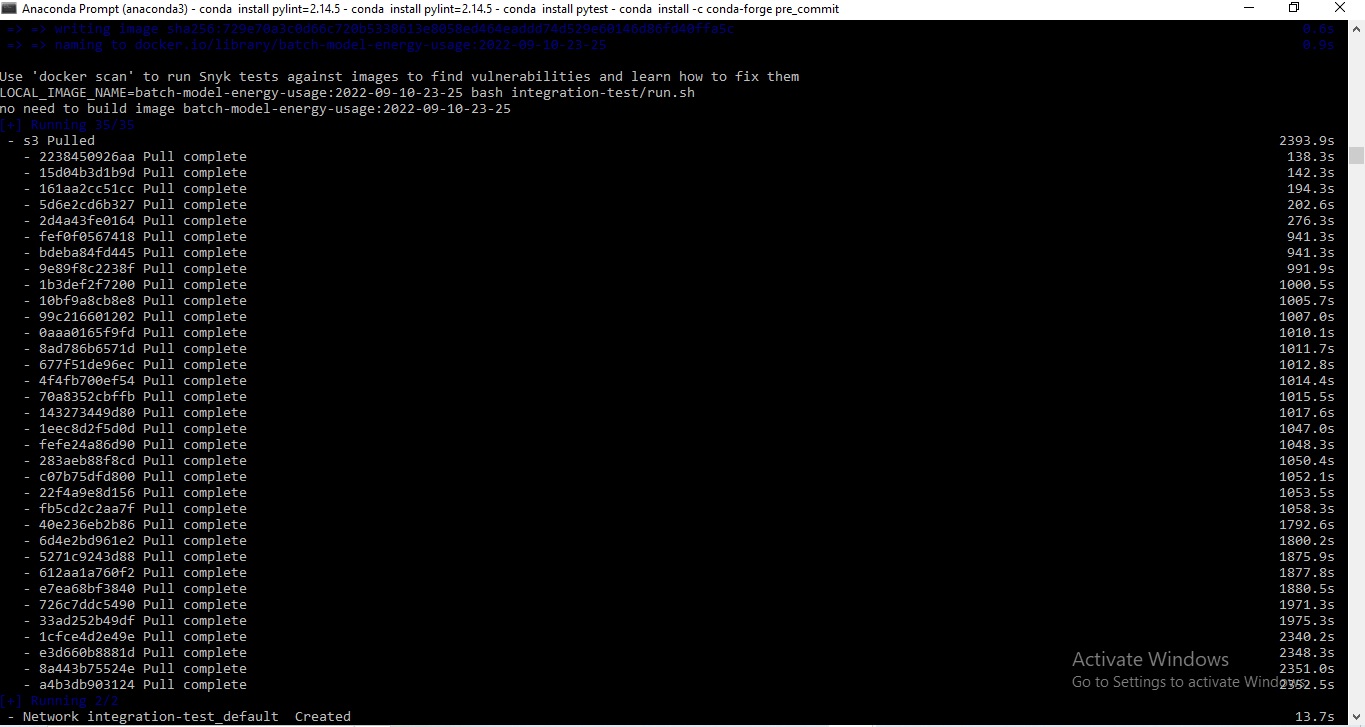 Anaconda Prompt (anaconda3) - conda install pylint=2.14.5 - conda install pylint=2.14.5 - conda install pytest - conda install -c conda-forge pre_commit
=> => writing image 0.6s
=> => naming to docker.io/library/batch-model-energy-usage:2022-09-10-23-25 0.9s
Use 'docker scan' to run Snyk tests against images to find vulnerabilities and learn how to fix them
LOCAL_IMAGE_NAME=batch-model-energy-usage:2022-09-10-23-25 bash integration-test/run.sh
no need to build image batch-model-energy-usage:2022-09-10-23-25
[+] Running 35/35
- s3 Pulled 2393.9s
- 2238450926aa Pull complete 138.3s
- 15d04b3d1b9d Pull complete 142.3s
- 161aa2cc51cc Pull complete 194.3s
- 5d6e2cd6b327 Pull complete 202.6s
- 2d4a43fe0164 Pull complete 276.3s
- fef0f0567418 Pull complete 941.3s
- bdeba84fd445 Pull complete 941.3s
- 9e89f8c2238f Pull complete 991.9s
- 1b3def2f7200 Pull complete 1000.5s
- 10bf9a8cb8e8 Pull complete 1005.7s
- 99c216601202 Pull complete 1007.0s
- 0aaa0165f9fd Pull complete 1010.1s
- 8ad786b6571d Pull complete 1011.7s
- 677f51de96ec Pull complete 1012.8s
- 4f4fb700ef54 Pull complete 1014.4s
- 70a8352cbffb Pull complete 1015.5s
- 143273449d80 Pull complete 1017.6s
- 1eec8d2f5d0d Pull complete 1047.0s
- fefe24a86d90 Pull complete 1048.3s
- 283aeb88f8cd Pull complete 1050.4s
- c07b75dfd800 Pull complete 1052.1s
- 22f4a9e8d156 Pull complete 1053.5s
- fb5cd2c2aa7f Pull complete 1058.3s
- 40e236eb2b86 Pull complete 1792.6s
- 6d4e2bd961e2 Pull complete 1800.2s
- 5271c9243d88 Pull complete 1875.9s
- 612aa1a760f2 Pull complete 1877.8s
- e7ea68bf3840 Pull complete 1880.5s
- 726c7ddc5490 Pull complete 1971.3s
- 33ad252b49df Pull complete 1975.3s
- 1cfce4d2e49e Pull complete 2340.2s
- e3d660b8881d Pull complete 2348.3s
- 8a443b75524e Pull complete 2351.0s
- a4b3db903124 Pull complete 2352.5s
[+] Running 2/2
- Network integration-test_default Created 13.7s
Activate Windows
Go to Settings to activate Windows.